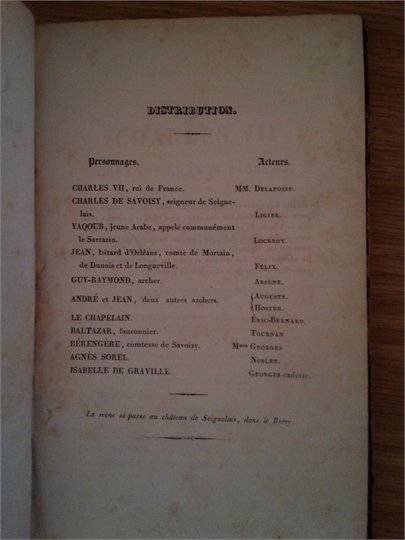 DISTRIBUTION.
Personnages. Acteurs.
CHARLES VII, roi de France. MM. DELAFOSSE.
CHARLES DE SAVOISY, seigneur de Seigne-
lais. LIGIER.
YAQOUB, jeune Arabe, appelé communément
le Sarrazin. LOCKROY.
JEAN, bâtard d'Orléans, comte de Mortain,
de Dunois et de Longueville. FÉLIX.
GUY-RAYMOND, archer. ARSÈNE.
ANDRÉ et JEAN, deux autres archers. {AUGUSTE.
{HOSTER.
LE CHAPELAIN. ÉRIC-BERNARD.
BALTAZAR, fauconnier. TOURNAN
BÉRENGÈRE, comtesse de Savoisy. Mmes GEORGES
AGNÈS SOREL. NOBLET.
ISABELLE DE GRAVILLE. GEORGES cadette.
La scène se passe au château de Seignelais, dans le Berry.